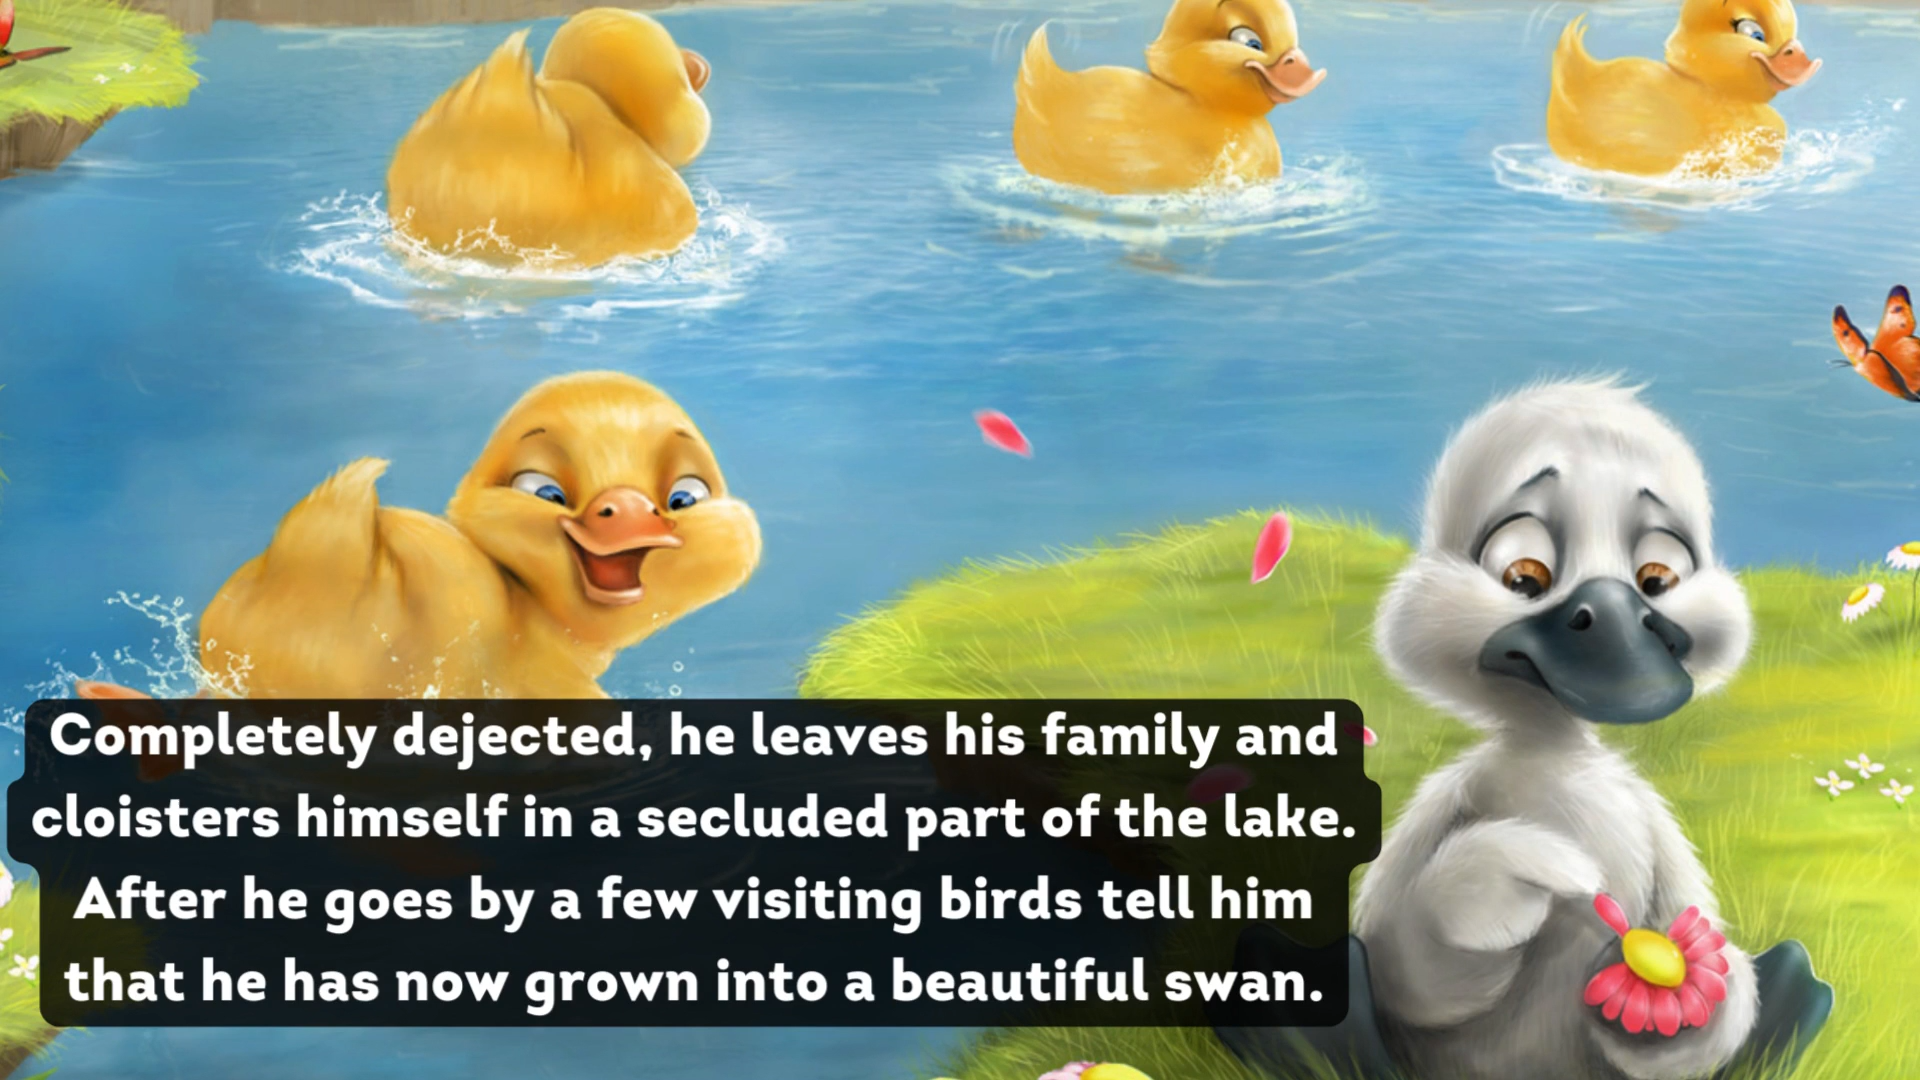 Completely dejected, he leaves his family and
cloisters himself in a secluded part of the lake.
After he goes by a few visiting birds tell him
that he has now grown into a beautiful swan.